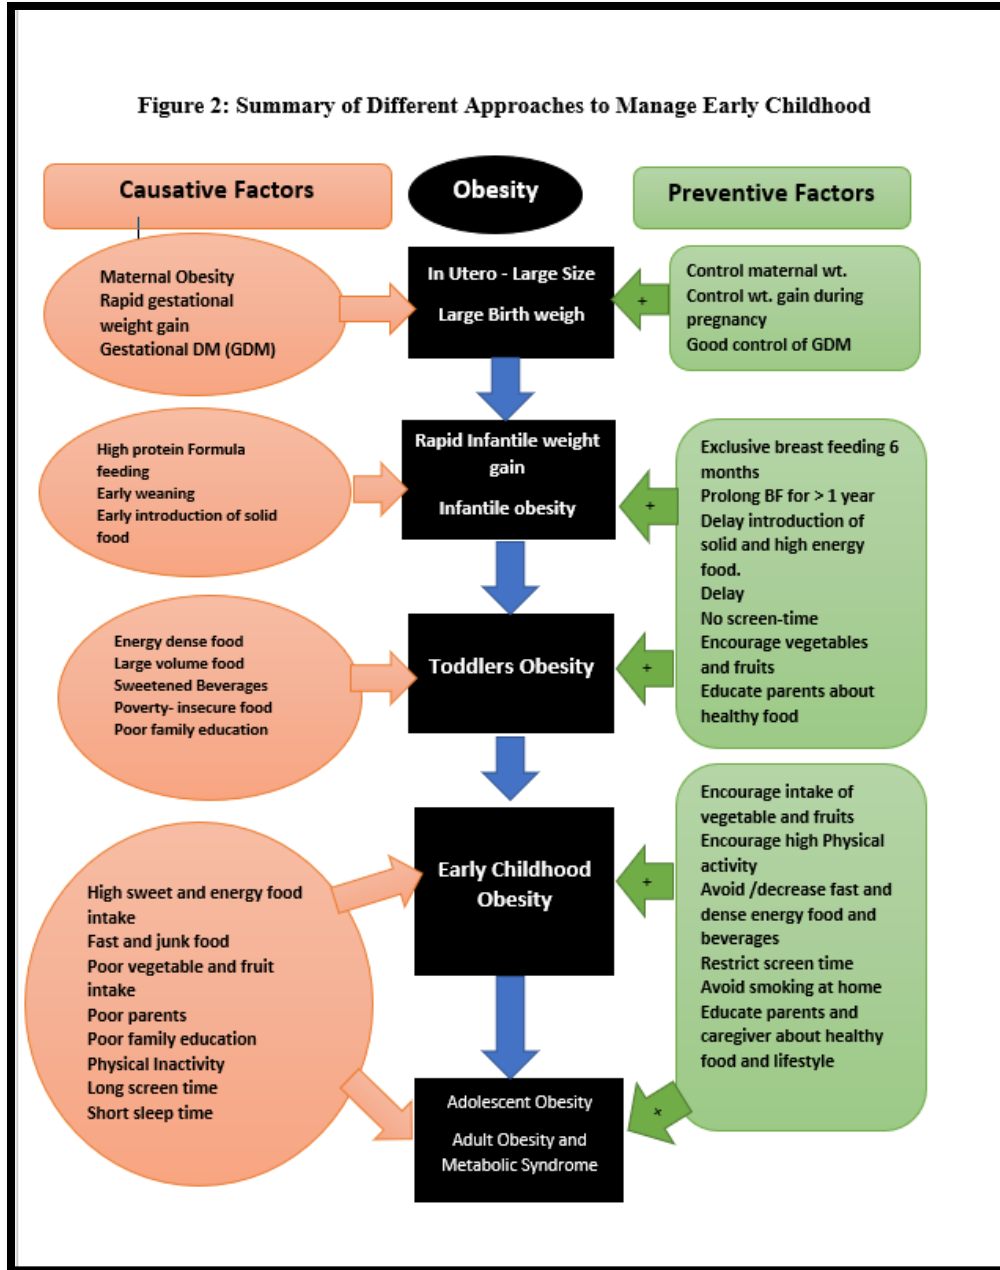 Figure 2: Summary of Different Approaches to Manage Early Childhood
Causative Factors
Obesity
Preventive Factors
Maternal Obesity
Rapid gestational
weight gain
Gestational DM (GDM)
In Utero - Large Size
Large Birth weigh
+
Control maternal wt.
Control wt. gain during
pregnancy
Good control of GDM
High protein Formula
feeding
Early weaning
Early introduction of solid
food
Rapid Infantile weight
gain
Infantile obesity
+
Exclusive breast feeding 6
months
Prolong BF for > 1 year
Delay introduction of
solid and high energy
food.
Delay
No screen-time
Encourage vegetables
and fruits
Educate parents about
healthy food
Energy dense food
Large volume food
Sweetened Beverages
Poverty- insecure food
Poor family education
Toddlers Obesity
+
High sweet and energy food
intake
Fast and junk food
Poor vegetable and fruit
intake
Poor parents
Poor family education
Physical Inactivity
Long screen time
Short sleep time
Early Childhood
Obesity
+
Encourage intake of
vegetable and fruits
Encourage high Physical
activity
Avoid /decrease fast and
dense energy food and
beverages
Restrict screen time
Avoid smoking at home
Educate parents and
caregiver about healthy
food and lifestyle
Adolescent Obesity
Adult Obesity and
Metabolic Syndrome
+